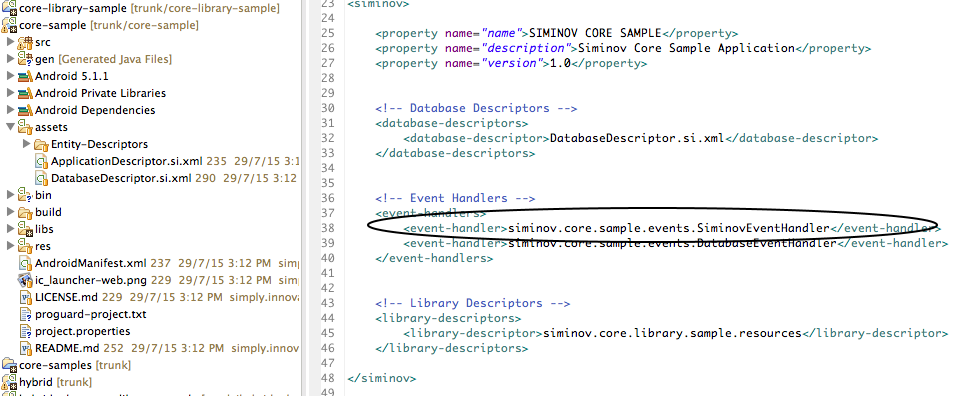 core-library-sample [trunk/core-library-sample]
core-sample [trunk/core-sample]
src
gen [Generated Java Files]
Android 5.1.1
Android Private Libraries
Android Dependencies
assets
Entity-Descriptors
ApplicationDescriptor.si.xml 235 29/7/15 3:1
DatabaseDescriptor.si.xml 290 29/7/15 3:12
bin
build
libs
res
AndroidManifest.xml 237 29/7/15 3:12 PM sim
ic_launcher-web.png 229 29/7/15 3:12 PM
LICENSE.md 229 29/7/15 3:12 PM simply.innova
proguard-project.txt
project.properties
README.md 252 29/7/15 3:12 PM simply.innov
core-samples [trunk]
hybrid [trunk]
23 <siminov>
24
25 <property name="name">SIMINOV CORE SAMPLE</property>
26 <property name="description">Siminov Core Sample Application</property>
27 <property name="version">1.0</property>
28
29
30 <!-- Database Descriptors -->
31 <database-descriptors>
32 <database-descriptor>DatabaseDescriptor.si.xml</database-descriptor>
33 </database-descriptors>
34
35
36 <!-- Event Handlers -->
37 <event-handlers>
38 <event-handler>siminov.core.sample.events.SiminovEventHandler</event-handler>
39 <event-handler>siminov.core.sample.events.DatabaseEventHandler</event-handler>
40 </event-handlers>
41
42
43 <!-- Library Descriptors -->
44 <library-descriptors>
45 <library-descriptor>siminov.core.library.sample.resources</library-descriptor>
46 </library-descriptors>
47
48 </siminov>
49